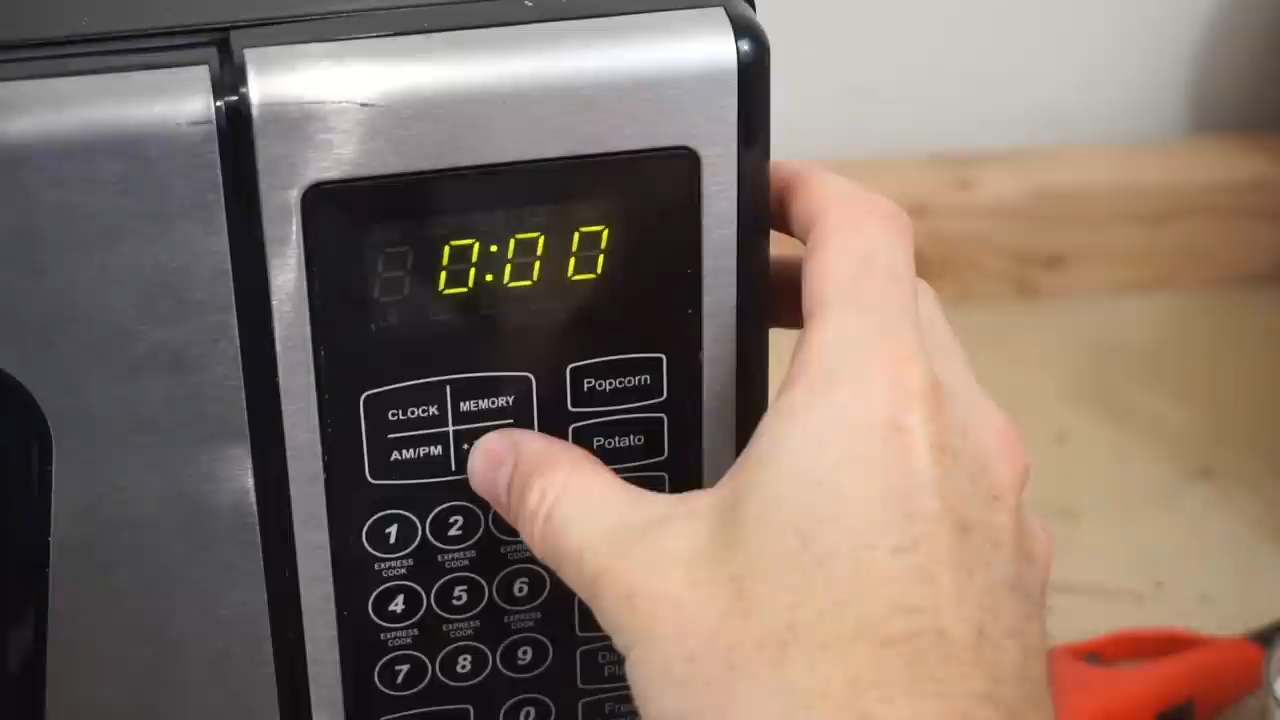 0:00
CLOCK MEMORY
AM/PM
Popcorn
Potato
1 2
EXPRESS COOK EXPRESS COOK
4 5 6
EXPRESS COOK EXPRESS COOK EXPRESS COOK
7 8 9
0